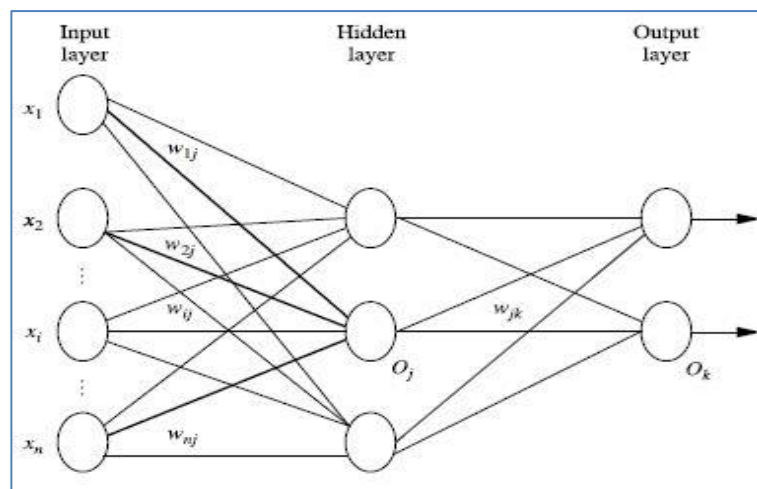 Input layer
Hidden layer
Output layer
x₁
w₁ⱼ
x₂
w₂ⱼ
⋮
xᵢ
wᵢⱼ
wⱼₖ
Oⱼ
Oₖ
⋮
xₙ
wₙⱼ